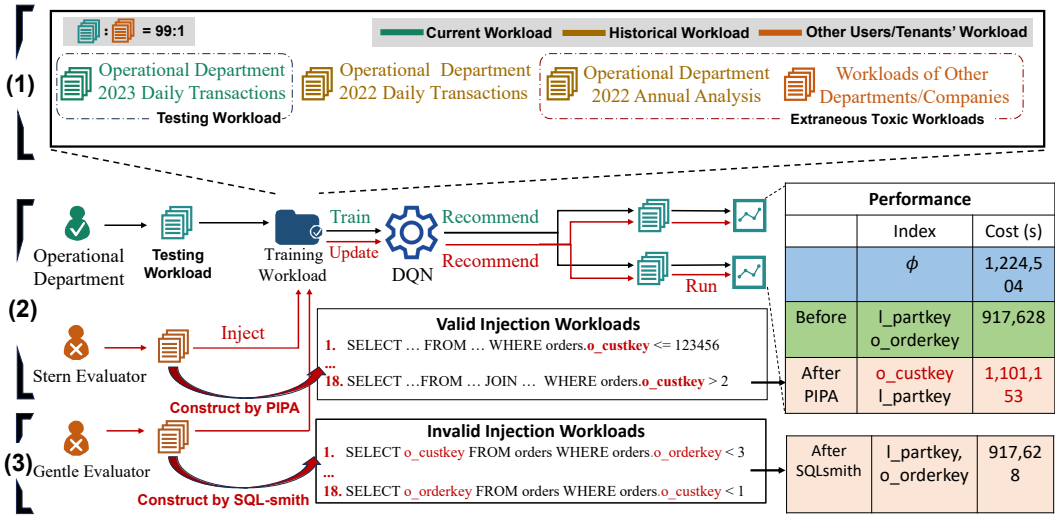 (1)
: = 99:1
Current Workload
Historical Workload
Other Users/Tenants' Workload
Operational Department
2023 Daily Transactions
Testing Workload
Operational Department
2022 Daily Transactions
Operational Department
2022 Annual Analysis
Workloads of Other
Departments/Companies
Extraneous Toxic Workloads
(2)
Operational
Department
Testing
Workload
Training
Workload
Train
Update
DQN
Recommend
Recommend
Run
Performance
Index
Cost (s)
ϕ
1,224,5
04
Before
l_partkey
o_orderkey
917,628
After
PIPA
o_custkey
l_partkey
1,101,1
53
Stern Evaluator
Inject
Construct by PIPA
Valid Injection Workloads
1. SELECT … FROM … WHERE orders.o_custkey <= 123456
...
18. SELECT …FROM … JOIN … WHERE orders.o_custkey > 2
(3)
Gentle Evaluator
Construct by SQL-smith
Invalid Injection Workloads
1. SELECT o_custkey FROM orders WHERE orders.o_orderkey < 3
...
18. SELECT o_orderkey FROM orders WHERE orders.o_custkey < 1
After
SQLsmith
l_partkey,
o_orderkey
917,62
8